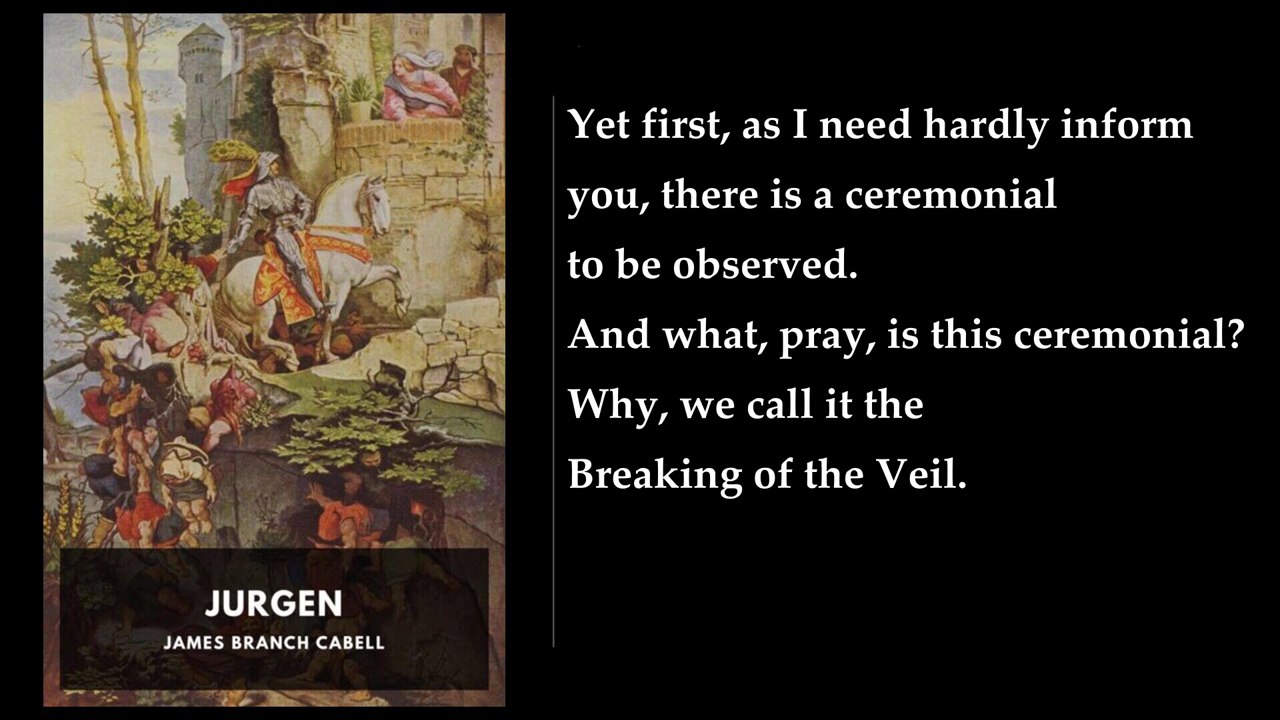 JURGEN
JAMES BRANCH CABELL
Yet first, as I need hardly inform
you, there is a ceremonial
to be observed.
And what, pray, is this ceremonial?
Why, we call it the
Breaking of the Veil.